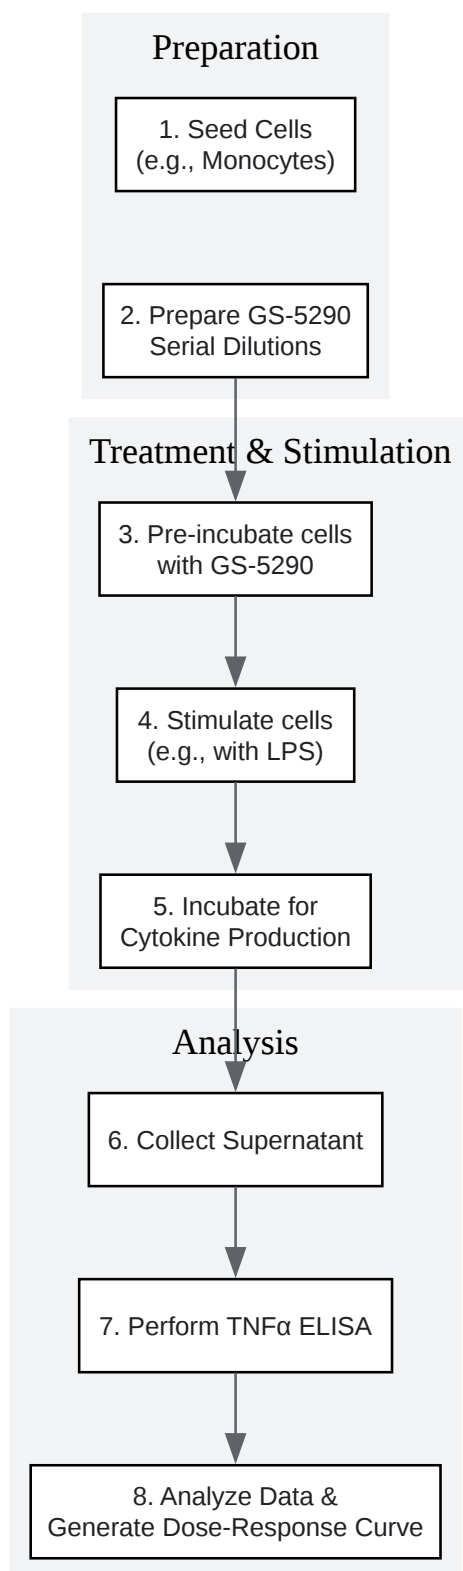 Preparation
1. Seed Cells
(e.g., Monocytes)
2. Prepare GS-5290
Serial Dilutions
Treatment & Stimulation
3. Pre-incubate cells
with GS-5290
4. Stimulate cells
(e.g., with LPS)
5. Incubate for
Cytokine Production
Analysis
6. Collect Supernatant
7. Perform TNFα ELISA
8. Analyze Data &
Generate Dose-Response Curve